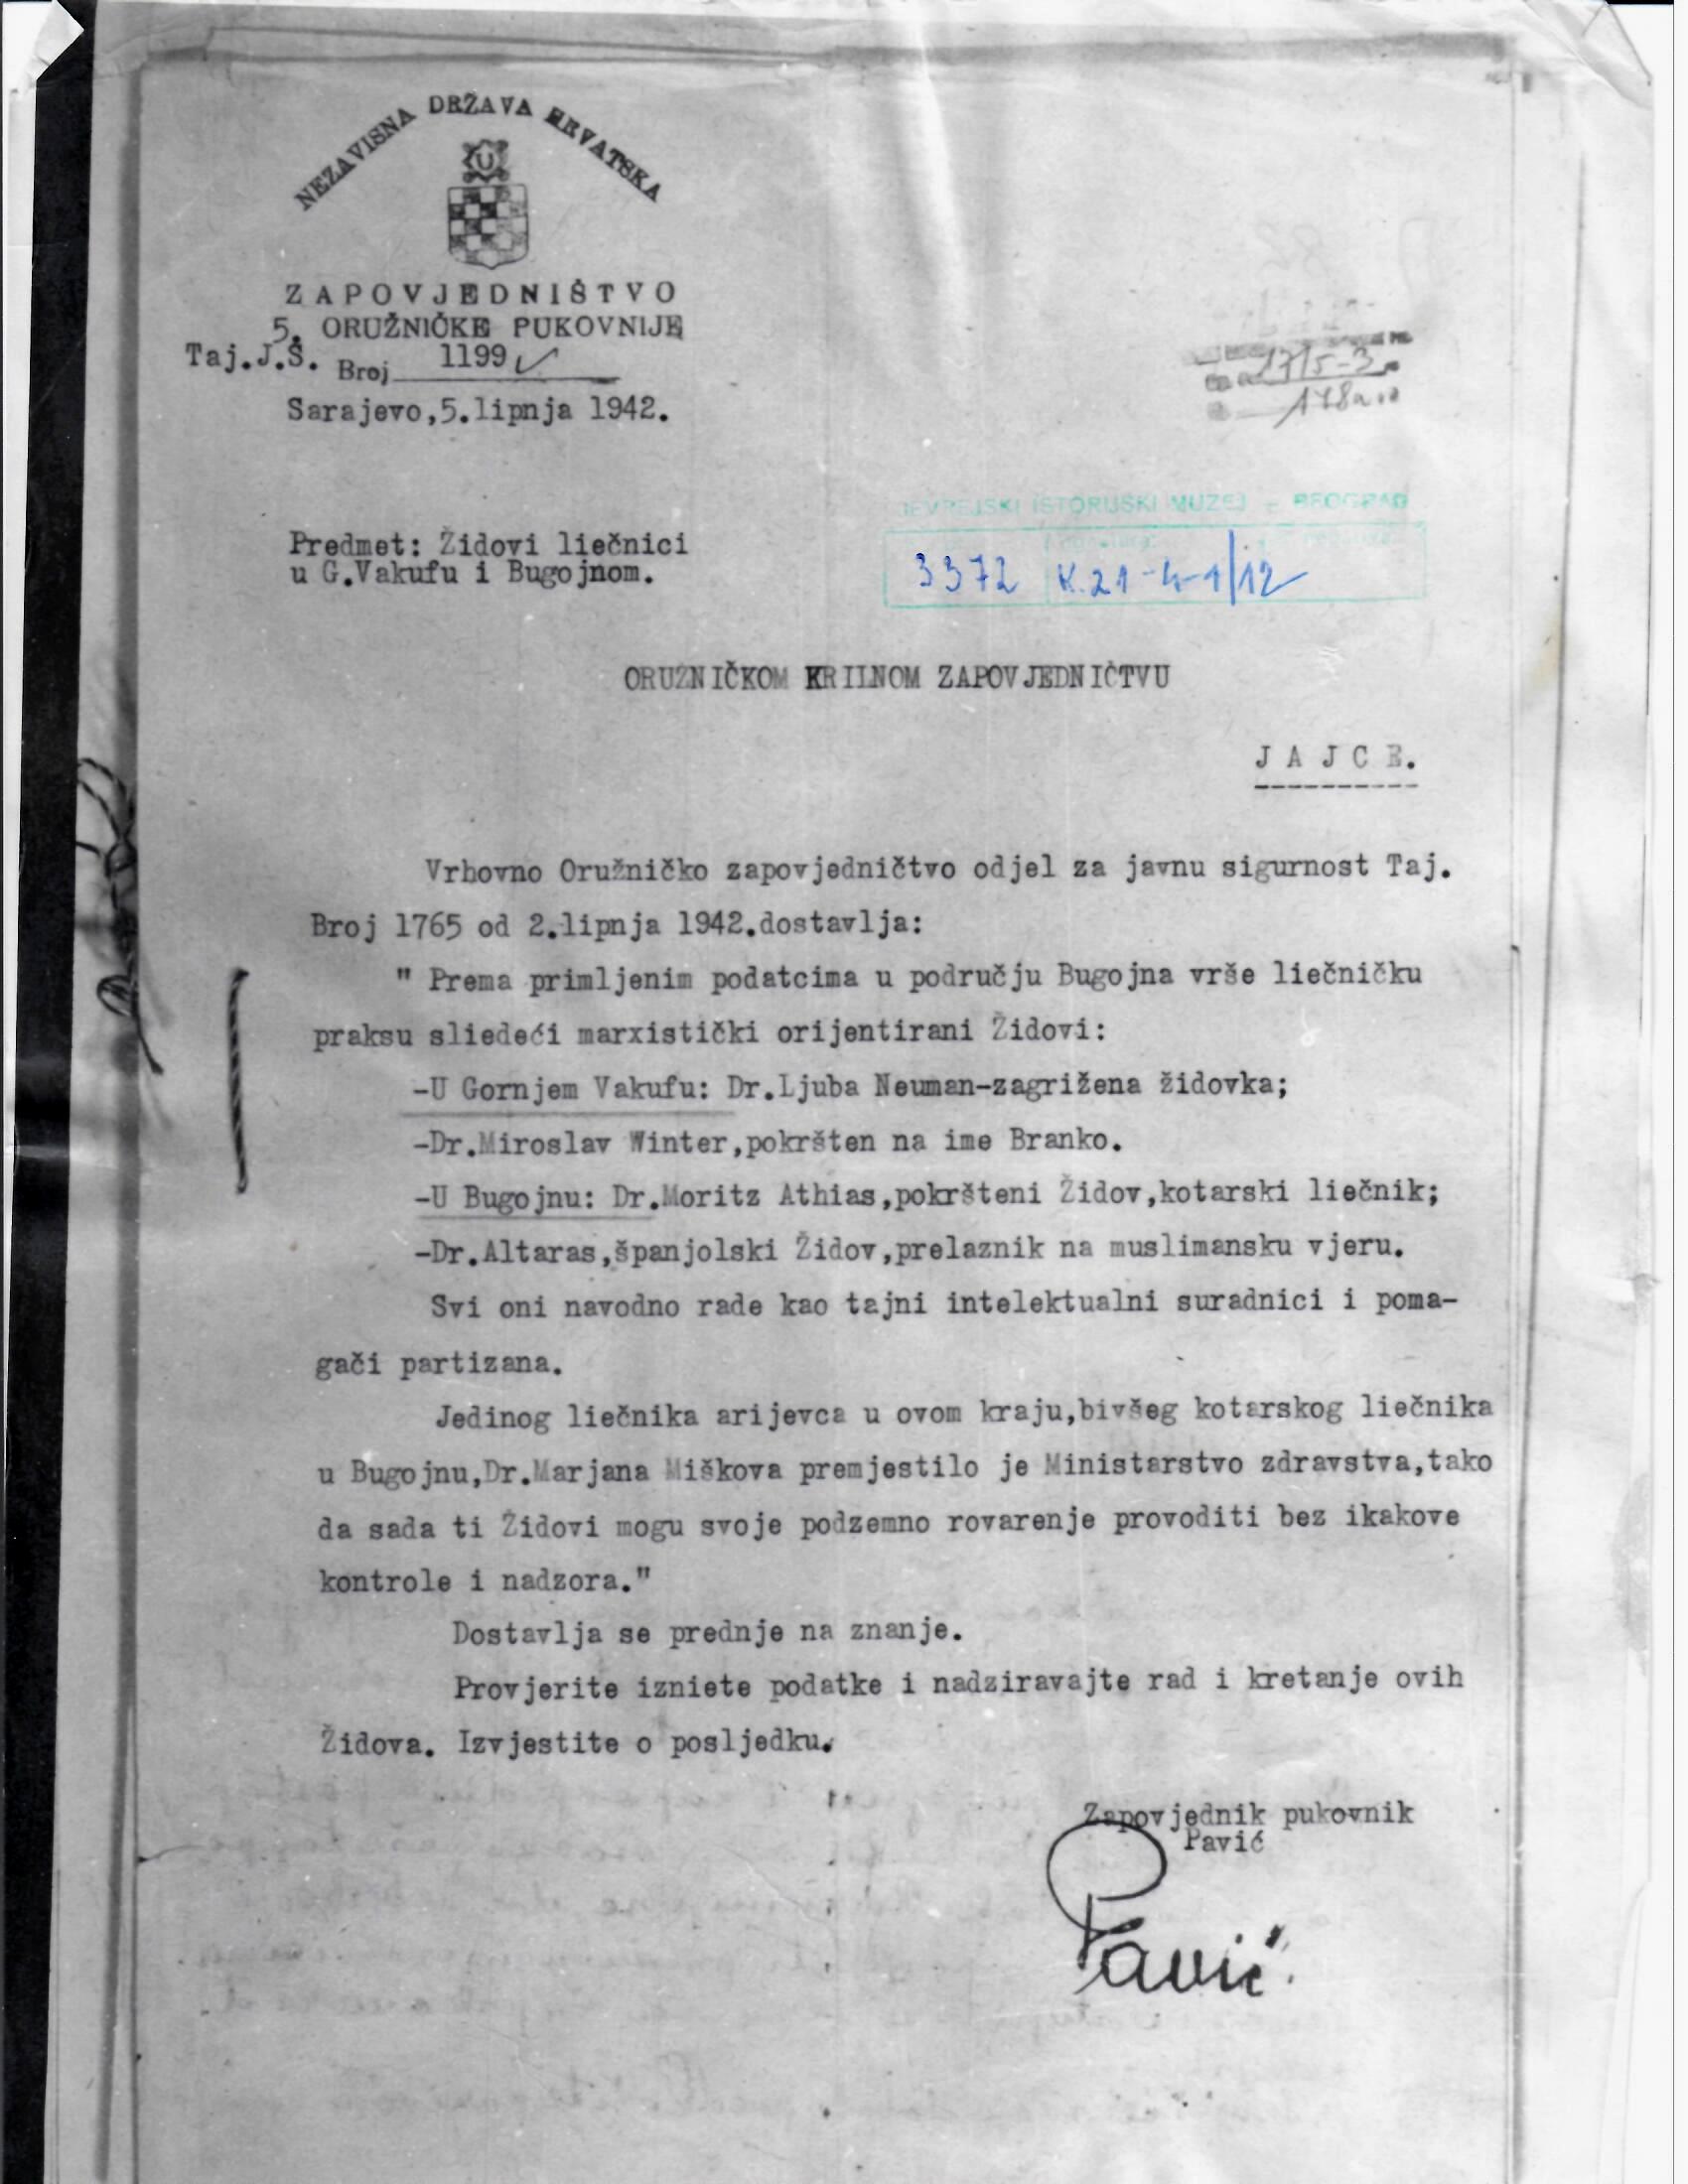 NEZAVISNA DRŽAVA HRVATSKA
U
ZAPOVJEDNIŠTVO
5. ORUŽNIČKE PUKOVNIJE
Taj.J.S. Broj 1199
Sarajevo,5.lipnja 1942.
1715-3
178
JEVREJSKI ISTORIJSKI MUZEJ – BEOGRAD
3372 K.21-4-1/12
Predmet: Židovi liečnici
u G.Vakufu i Bugojnom.
ORUŽNIČKOM KRILNOM ZAPOVJEDNIČTVU
J A J C E.
Vrhovno Oružničko zapovjedničtvo odjel za javnu sigurnost Taj.
Broj 1765 od 2.lipnja 1942.dostavlja:
" Prema primljenim podatcima u području Bugojna vrše liečničku
praksu sliedeći marxistički orijentirani Židovi:
-U Gornjem Vakufu: Dr.Ljuba Neuman-zagrižena židovka;
-Dr.Miroslav Winter,pokršten na ime Branko.
-U Bugojnu: Dr.Moritz Athias,pokršteni Židov,kotarski liečnik;
-Dr.Altaras,španjolski Židov,prelaznik na muslimansku vjeru.
Svi oni navodno rade kao tajni intelektualni suradnici i poma-
gači partizana.
Jedinog liečnika arijevca u ovom kraju,bivšeg kotarskog liečnika
u Bugojnu,Dr.Marjana Miškova premjestilo je Ministarstvo zdravstva,tako
da sada ti Židovi mogu svoje podzemno rovarenje provoditi bez ikakove
kontrole i nadzora."
Dostavlja se prednje na znanje.
Provjerite izniete podatke i nadziravajte rad i kretanje ovih
Židova. Izvjestite o posljedku.
Zapovjednik pukovnik
Pavić
Pavić